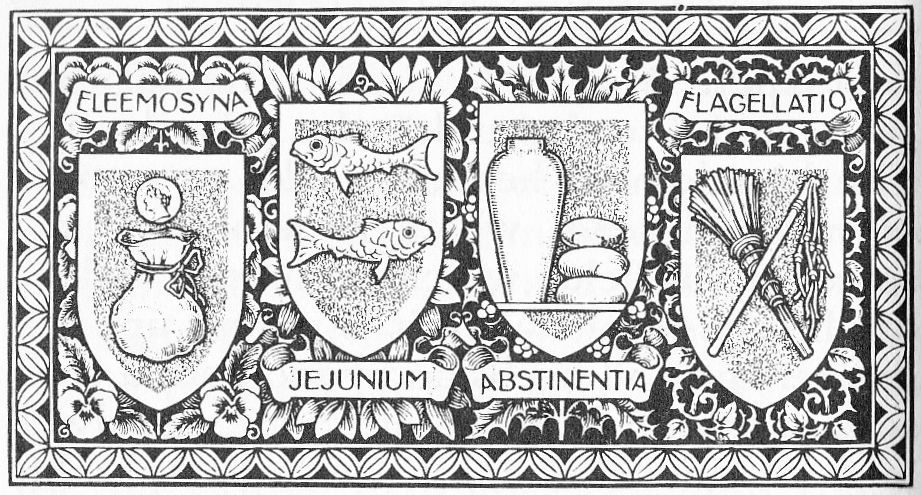 ELEEMOSYNA
JEJUNIUM
ABSTINENTIA
FLAGELLATIO